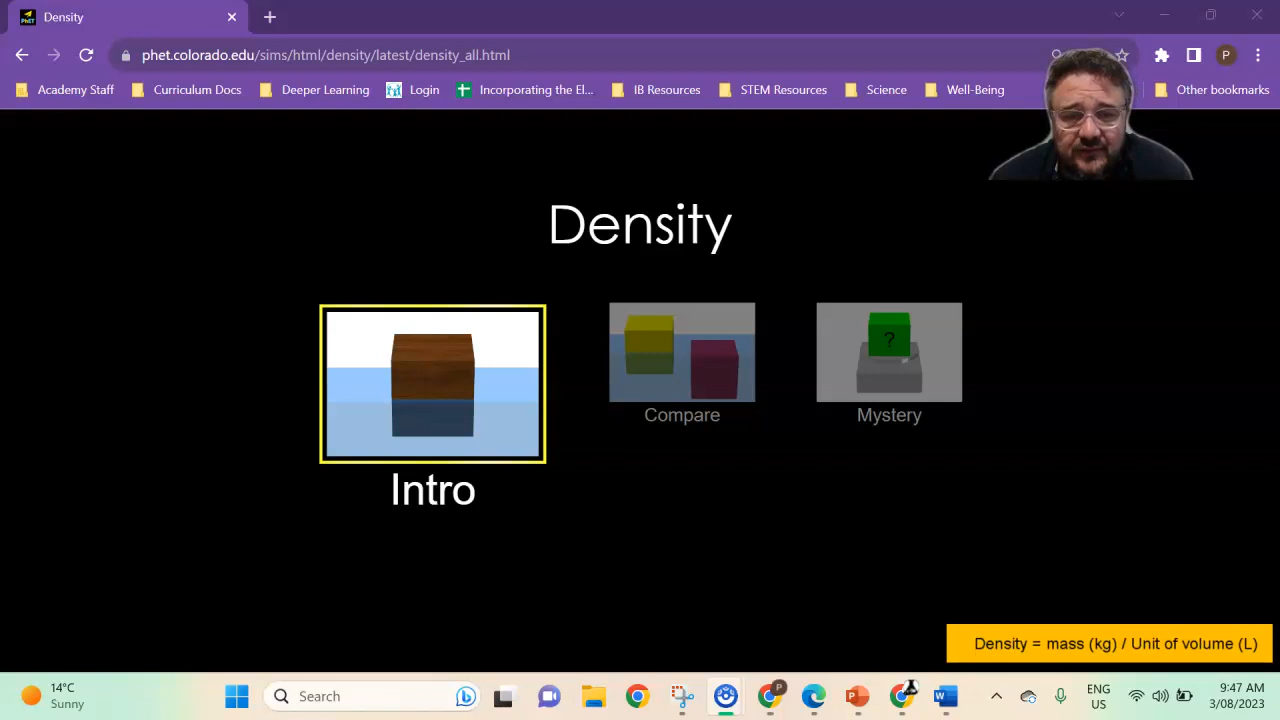 Density
phet.colorado.edu/sims/html/density/latest/density_all.html
P
Academy Staff
Curriculum Docs
Deeper Learning
Login
Incorporating the El...
IB Resources
STEM Resources
Science
Well-Being
Other bookmarks
Density
?
Intro
Compare
Mystery
Density = mass (kg) / Unit of volume (L)
14°C
Sunny
Search
ENG
US
9:47 AM
3/08/2023